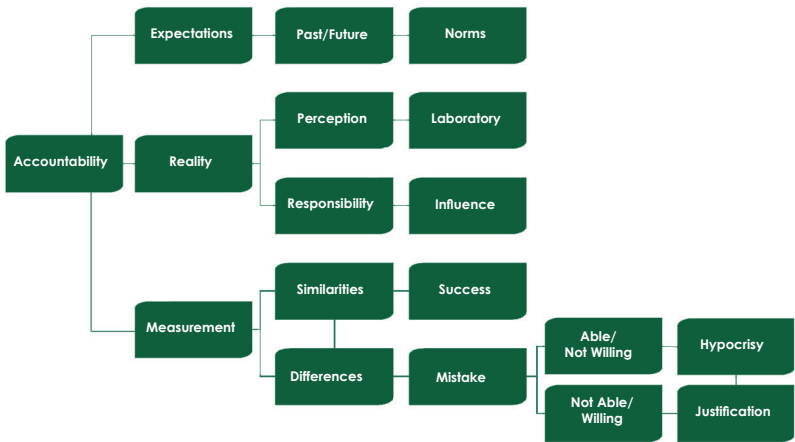 Expectations
Past/Future
Norms
Perception
Laboratory
Accountability
Reality
Responsibility
Influence
Similarities
Success
Measurement
Able/
Not Willing
Hypocrisy
Differences
Mistake
Not Able/
Willing
Justification